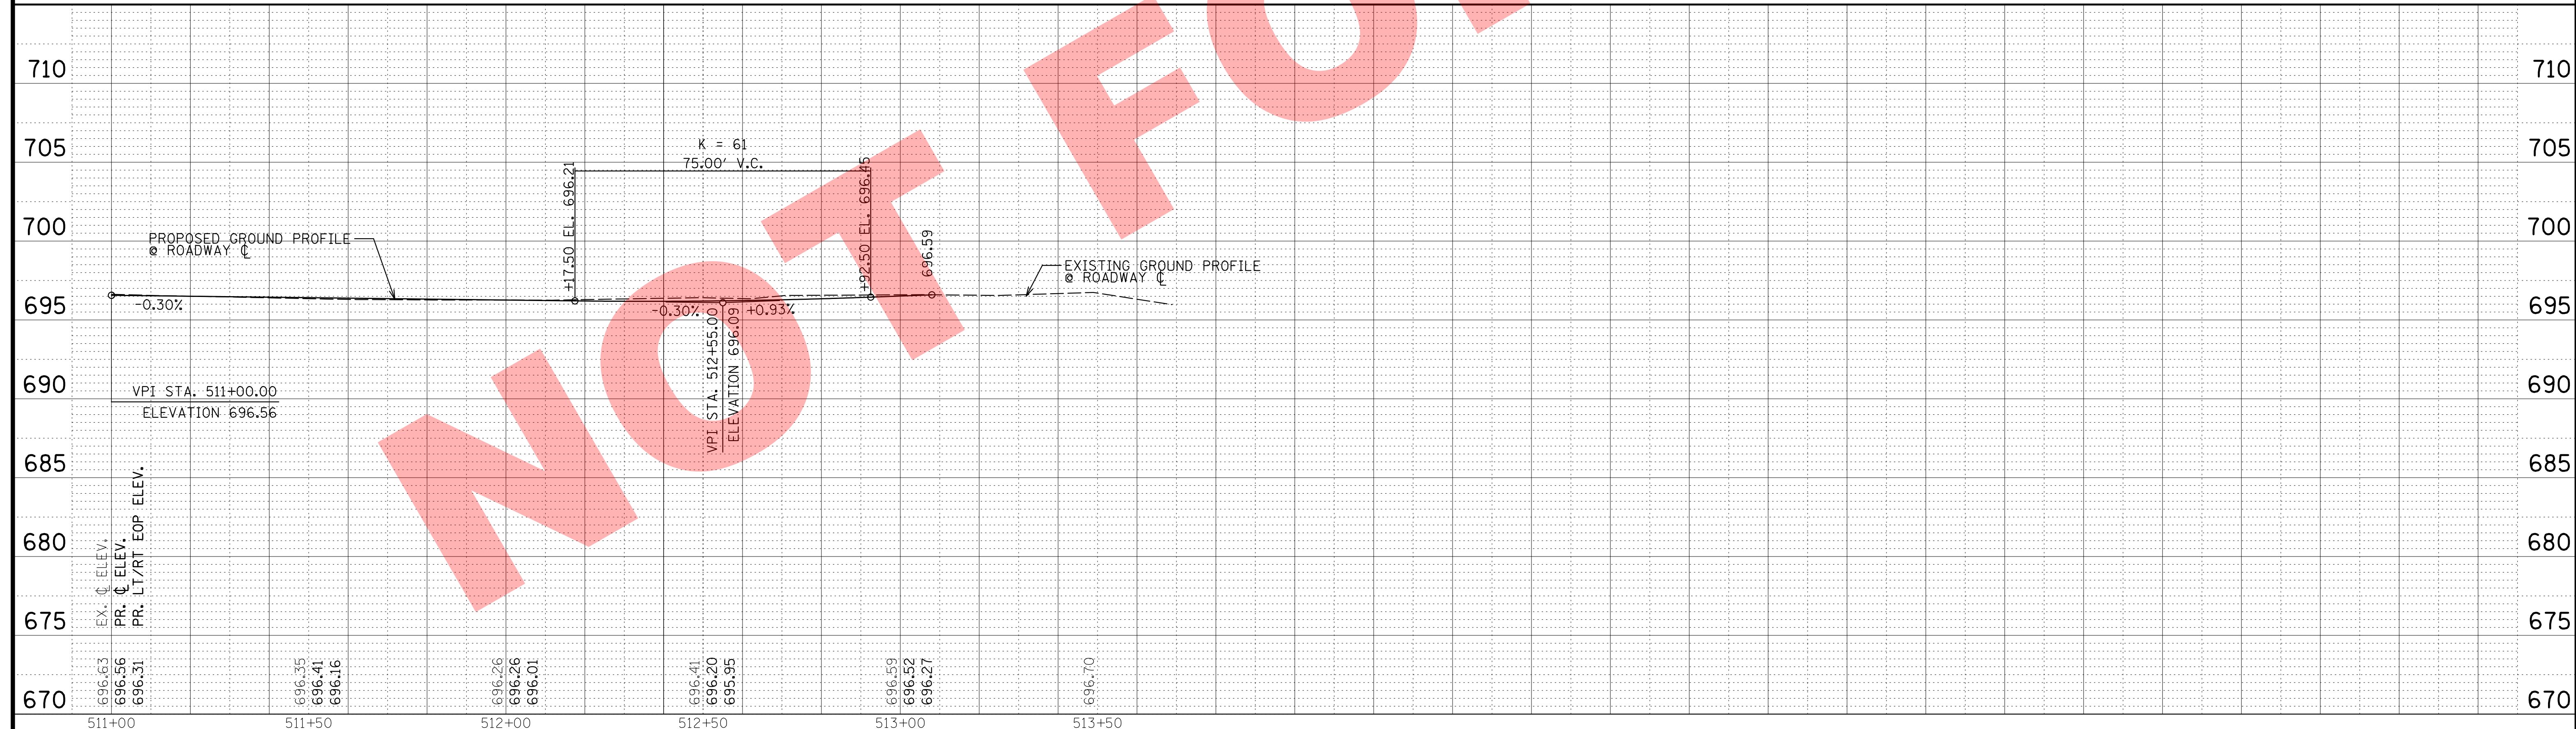 NOT FO
710
710
705
705
700
700
695
695
690
690
685
685
680
680
675
675
670
670
K = 61
75.00' V.C.
+17.50 EL. 696.21
+92.50 EL. 696.45
696.59
PROPOSED GROUND PROFILE
@ ROADWAY ℄
EXISTING GROUND PROFILE
@ ROADWAY ℄
-0.30%
-0.30%
+0.93%
VPI STA. 512+55.00
ELEVATION 696.09
VPI STA. 511+00.00
ELEVATION 696.56
EX. ℄ ELEV.
PR. ℄ ELEV.
PR. LT/RT EOP ELEV.
696.63
696.56
696.31
696.35
696.41
696.16
696.26
696.26
696.01
696.41
696.20
695.95
696.59
696.52
696.27
696.70
511+00
511+50
512+00
512+50
513+00
513+50